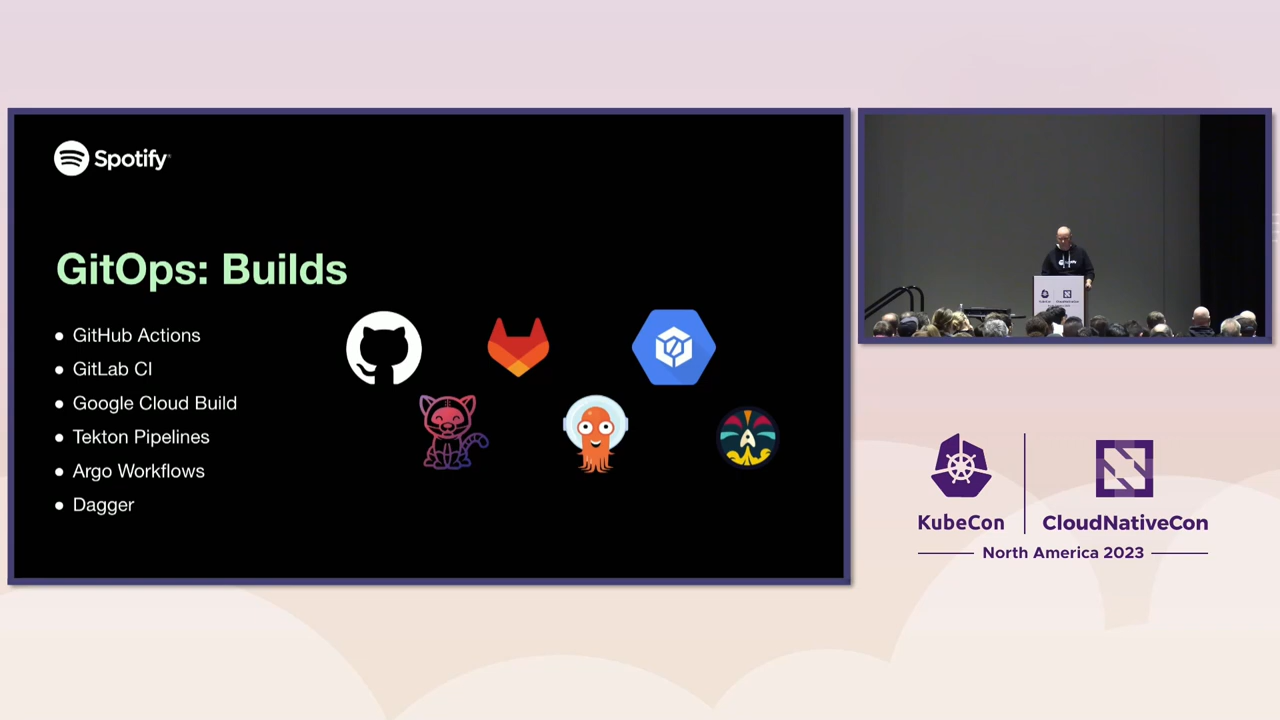 Spotify
GitOps: Builds
GitHub Actions
GitLab CI
Google Cloud Build
Tekton Pipelines
Argo Workflows
Dagger
KubeCon
CloudNativeCon
North America 2023